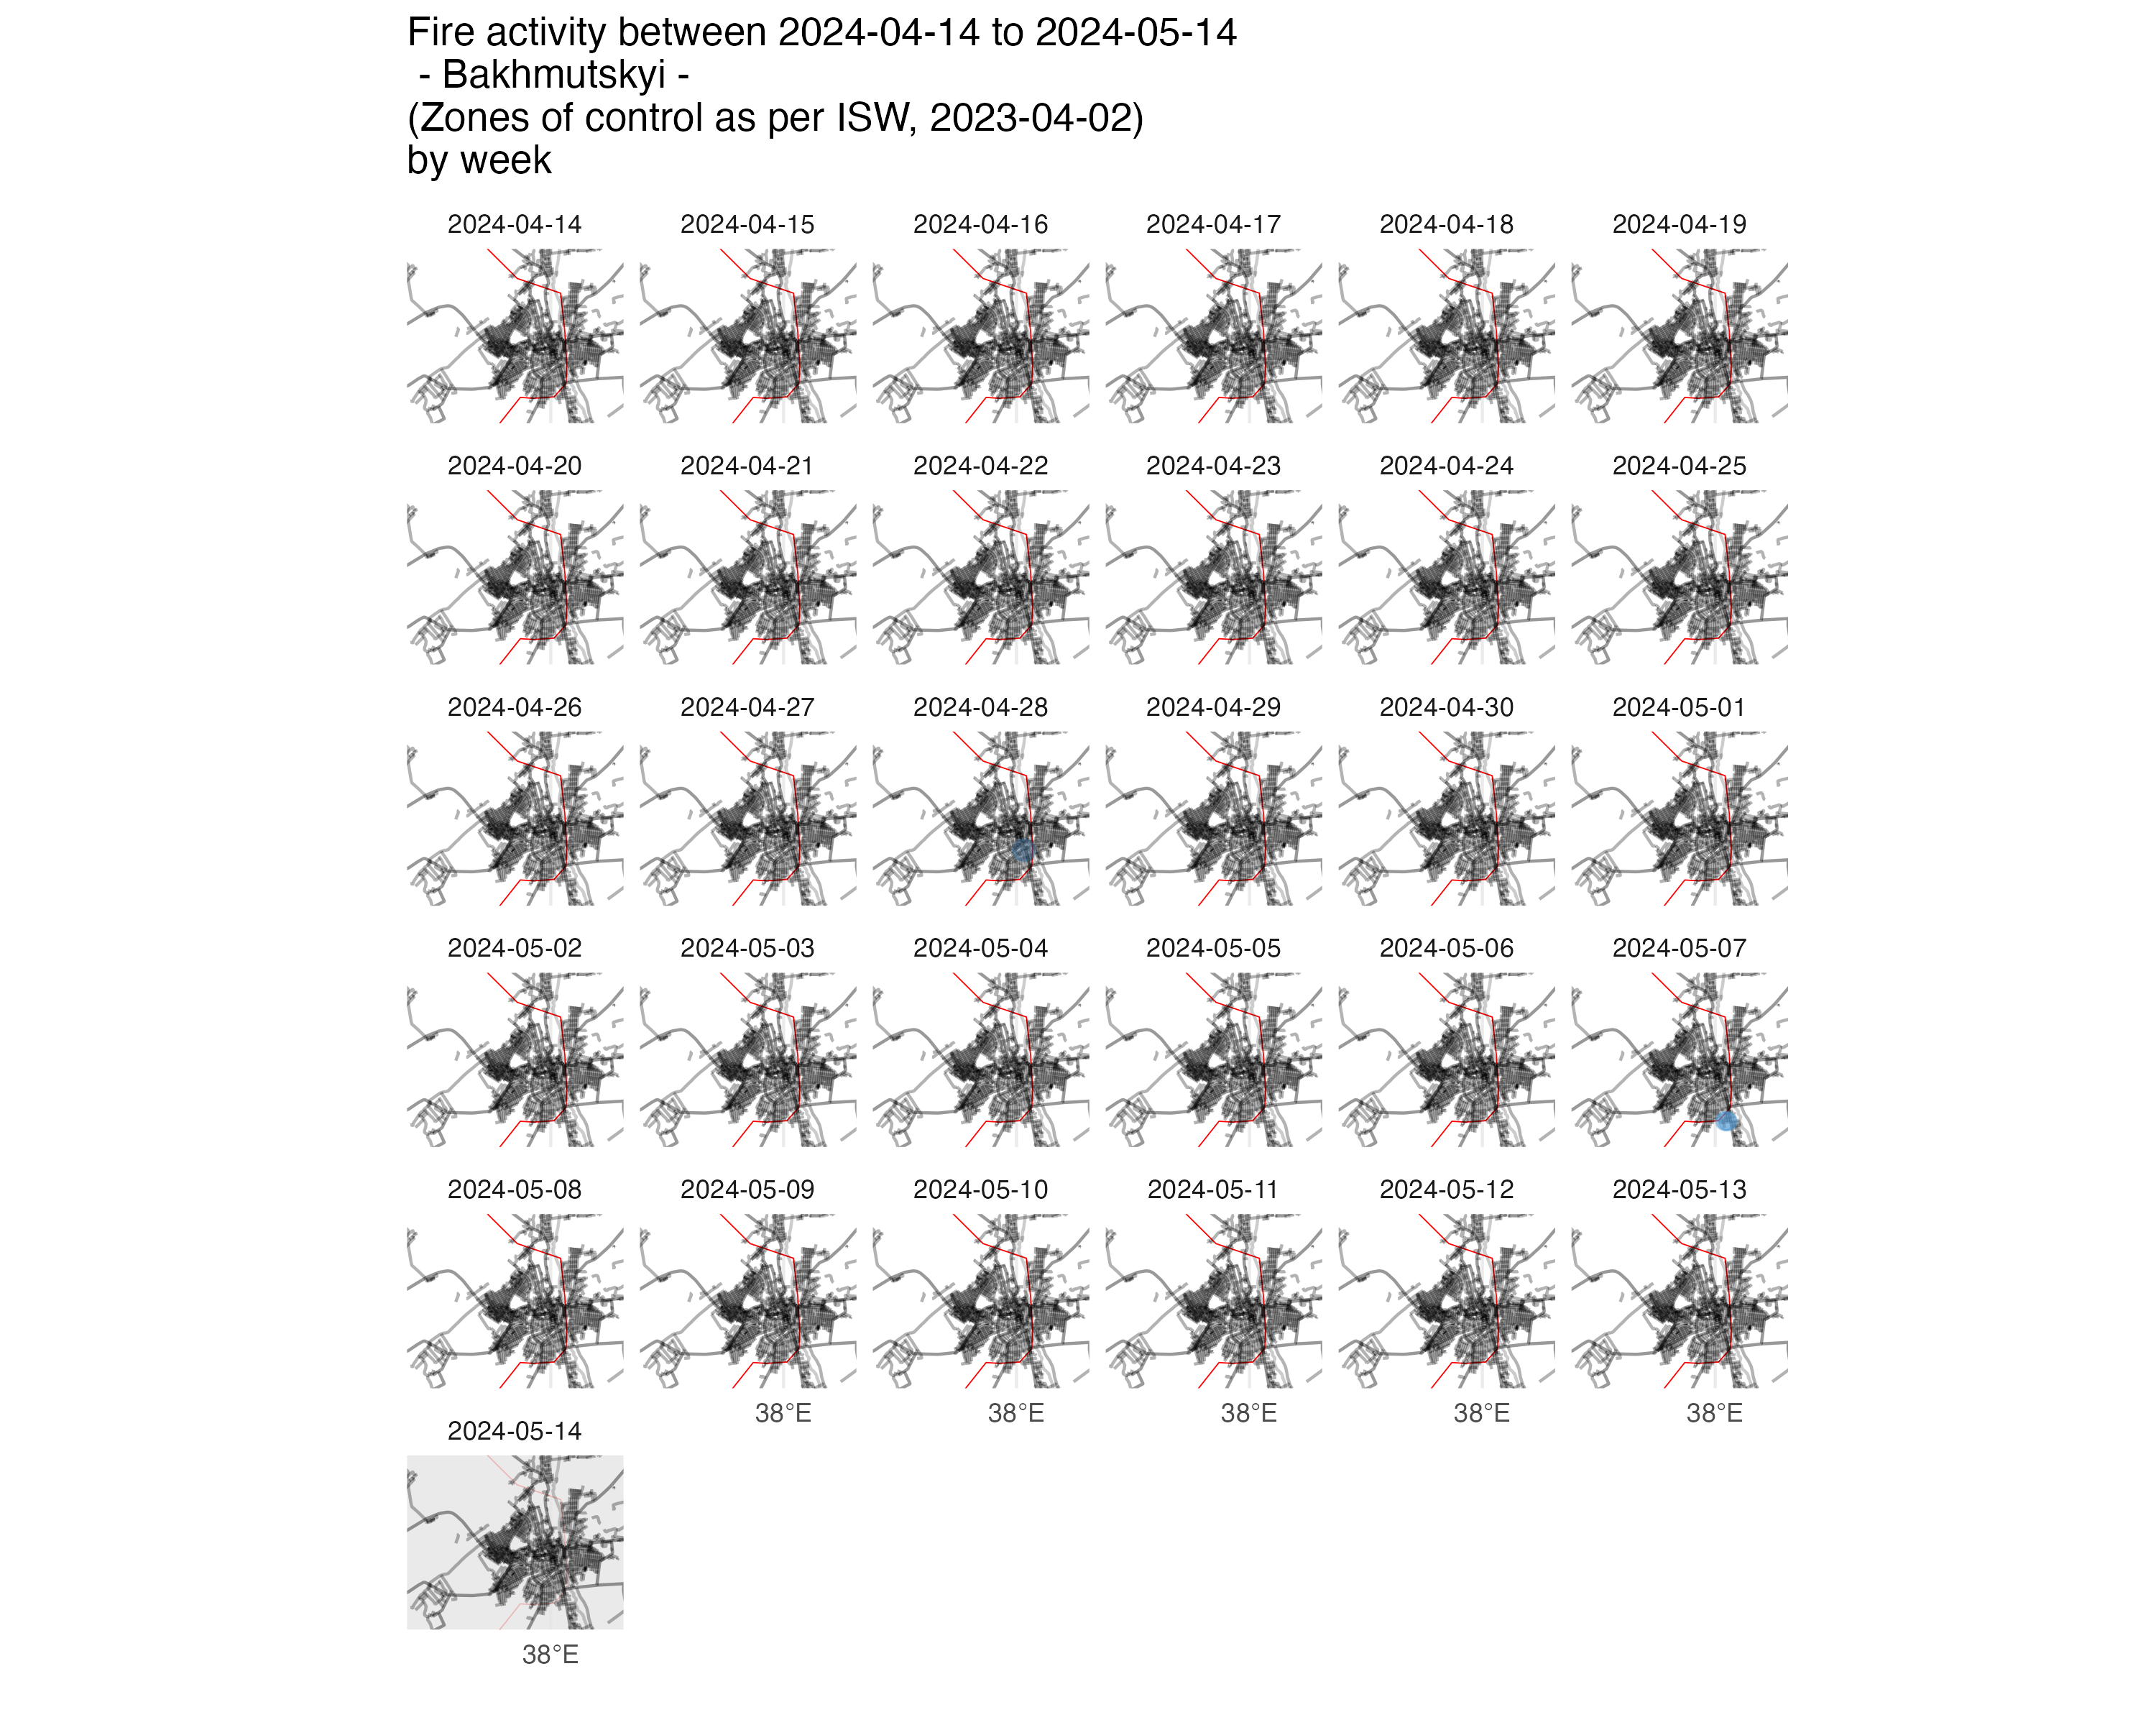 Fire activity between 2024-04-14 to 2024-05-14
- Bakhmutskyi -
(Zones of control as per ISW, 2023-04-02)
by week
2024-04-14 2024-04-15 2024-04-16 2024-04-17 2024-04-18 2024-04-19
2024-04-20 2024-04-21 2024-04-22 2024-04-23 2024-04-24 2024-04-25
2024-04-26 2024-04-27 2024-04-28 2024-04-29 2024-04-30 2024-05-01
2024-05-02 2024-05-03 2024-05-04 2024-05-05 2024-05-06 2024-05-07
2024-05-08 2024-05-09 2024-05-10 2024-05-11 2024-05-12 2024-05-13
38°E 38°E 38°E 38°E 38°E
2024-05-14
38°E